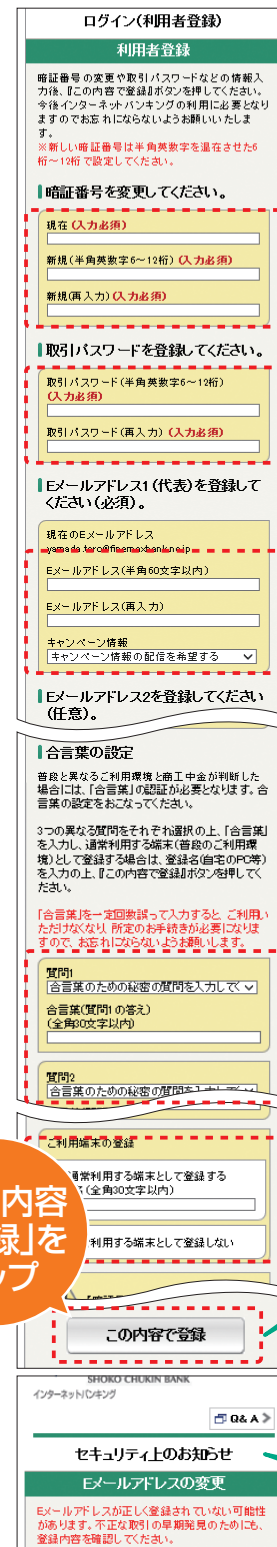 ログイン(利用者登録)
利用者登録
暗証番号の変更や取引パスワードなどの情報入
力後、『この内容で登録』ボタンを押してください。
今後インターネットバンキングの利用に必要となり
ますのでお忘れにならないようお願いいたしま
す。
※新しい暗証番号は半角英数字を混在させた6
桁～12桁で設定してください。
暗証番号を変更してください。
現在 (入力必須)
新規(半角英数字6～12桁) (入力必須)
新規(再入力) (入力必須)
取引パスワードを登録してください。
取引パスワード(半角英数字6～12桁)
(入力必須)
取引パスワード(再入力) (入力必須)
Eメールアドレス1(代表)を登録して
ください(必須)。
現在のEメールアドレス
Eメールアドレス(半角60文字以内)
Eメールアドレス(再入力)
キャンペーン情報
キャンペーン情報の配信を希望する
Eメールアドレス2を登録してください
(任意)。
合言葉の設定
普段と異なるご利用環境と商工中金が判断した
場合には、「合言葉」の認証が必要となります。合
言葉の設定をおこなってください。
3つの異なる質問をそれぞれ選択の上、「合言葉」
を入力し、通常利用する端末(普段のご利用環
境)として登録する場合は、登録名(自宅のPC等)
を入力の上、『この内容で登録』ボタンを押してく
ださい。
「合言葉」を一定回数誤って入力すると、ご利用い
ただけなくなり、所定のお手続きが必要になりま
すので、お忘れにならないようお願いします。
質問1
合言葉のための秘密の質問を入力してく
合言葉(質問1の答え)
(全角30文字以内)
質問2
合言葉のための秘密の質問を入力してく
ご利用端末の登録
通常利用する端末として登録する
(全角30文字以内)
利用する端末として登録しない
内容
録」を
ップ
この内容で登録
SHOKO CHUKIN BANK
インターネットバンキング
Q&A
セキュリティ上のお知らせ
Eメールアドレスの変更
Eメールアドレスが正しく登録されていない可能性
があります。不正な取引の早期発見のためにも、
登録内容を確認してください。